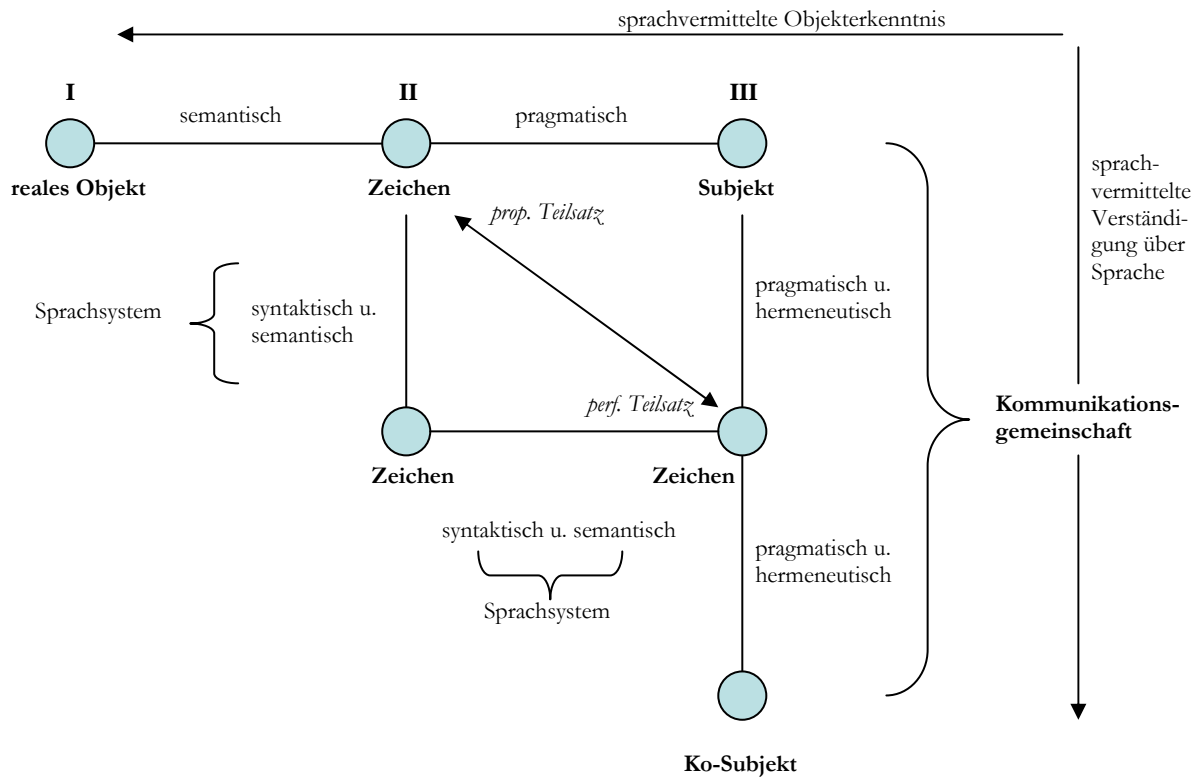 sprachvermittelte Objekterkenntnis
I
II
III
semantisch
pragmatisch
reales Objekt
Zeichen
Subjekt
prop. Teilsatz
sprach-
vermittelte
Verständi-
gung über
Sprache
Sprachsystem
syntaktisch u.
semantisch
pragmatisch u.
hermeneutisch
perf. Teilsatz
Kommunikations-
gemeinschaft
Zeichen
Zeichen
syntaktisch u. semantisch
Sprachsystem
pragmatisch u.
hermeneutisch
Ko-Subjekt